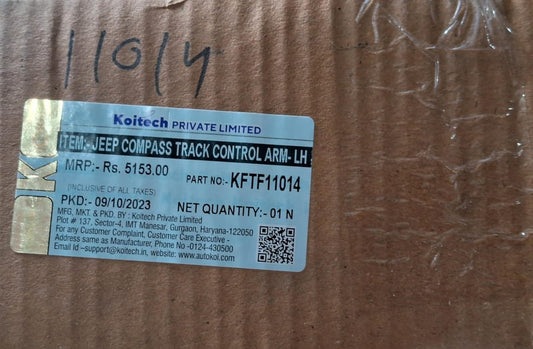 11014
Koitech PRIVATE LIMITED
ITEM:- JEEP COMPASS TRACK CONTROL ARM- LH
MRP:- Rs. 5153.00
PART NO:- KFTF11014
(INCLUSIVE OF ALL TAXES)
PKD:- 09/10/2023
NET QUANTITY:- 01 N
MFG, MKT. & PKD. BY : Koitech Private Limited
Plot # 137, Sector-4, IMT Manesar, Gurgaon, Haryana-122050
For any Customer Complaint, Customer Care Executive -
Address same as Manufacturer, Phone No -0124-430500
Email Id –support@koitech.in, website: www.autokoi.com